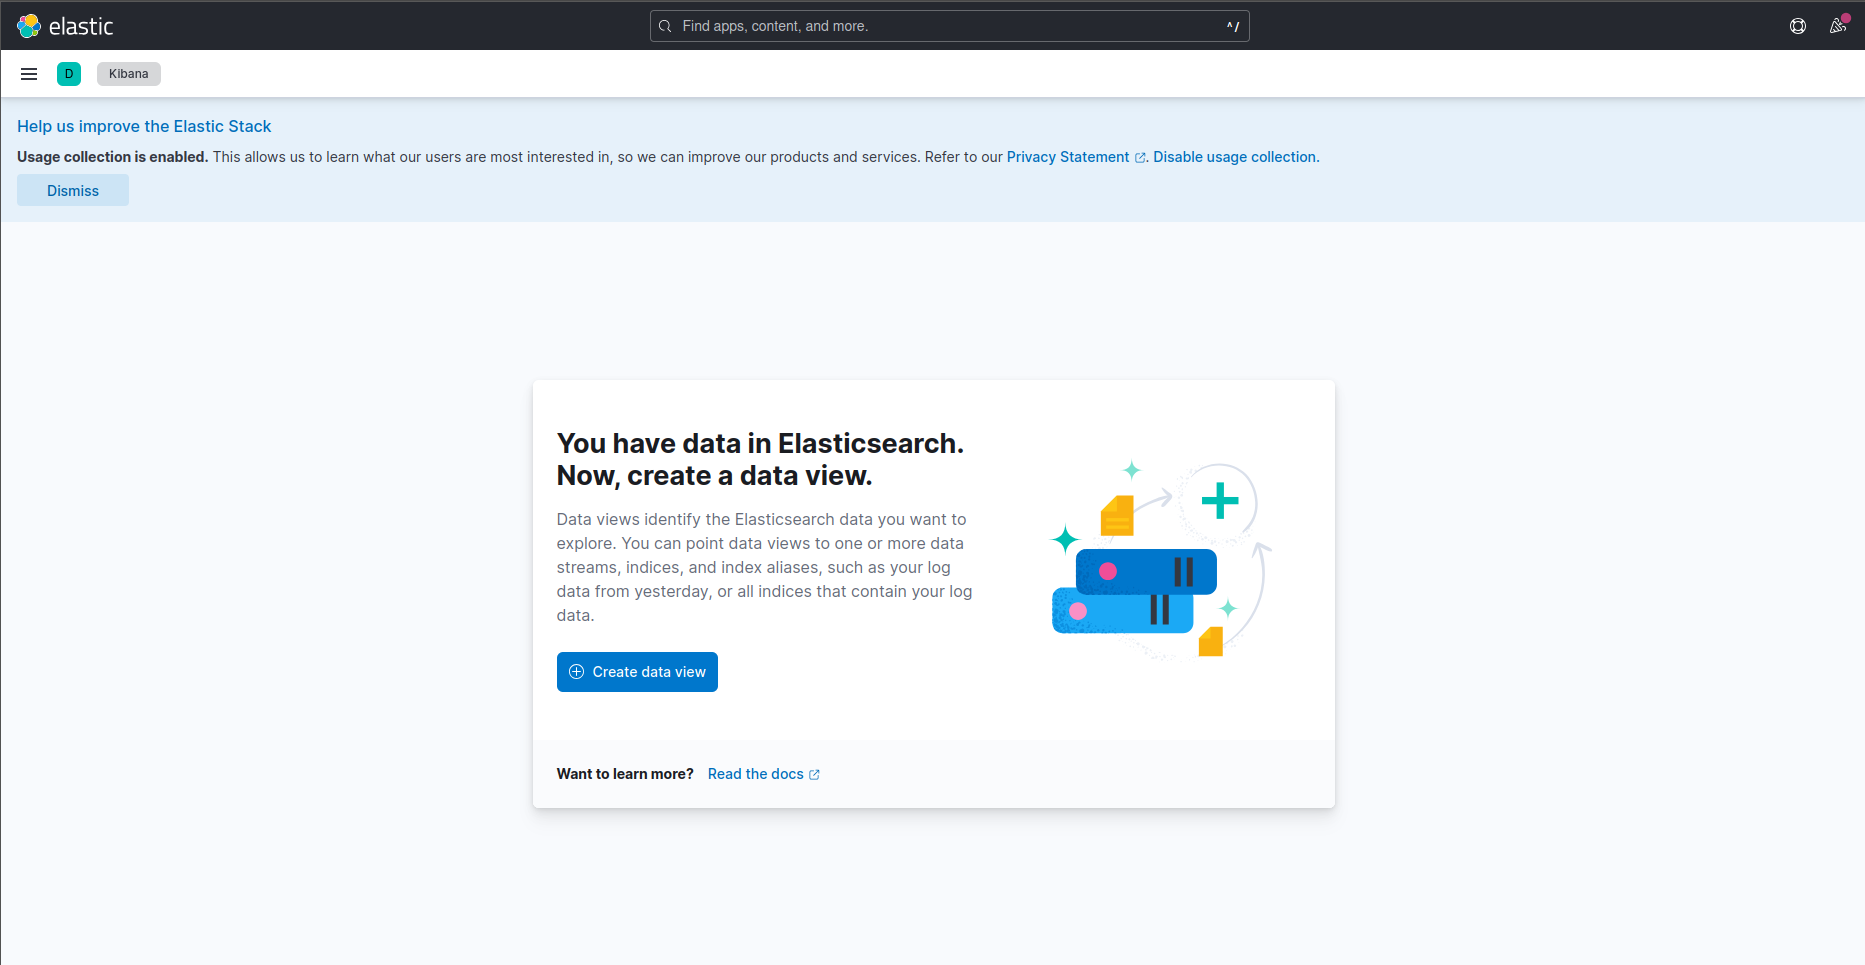 elastic
Find apps, content, and more.
^/
D
Kibana
Help us improve the Elastic Stack
Usage collection is enabled. This allows us to learn what our users are most interested in, so we can improve our products and services. Refer to our Privacy Statement. Disable usage collection.
Dismiss
You have data in Elasticsearch.
Now, create a data view.
Data views identify the Elasticsearch data you want to
explore. You can point data views to one or more data
streams, indices, and index aliases, such as your log
data from yesterday, or all indices that contain your log
data.
Create data view
Want to learn more? Read the docs